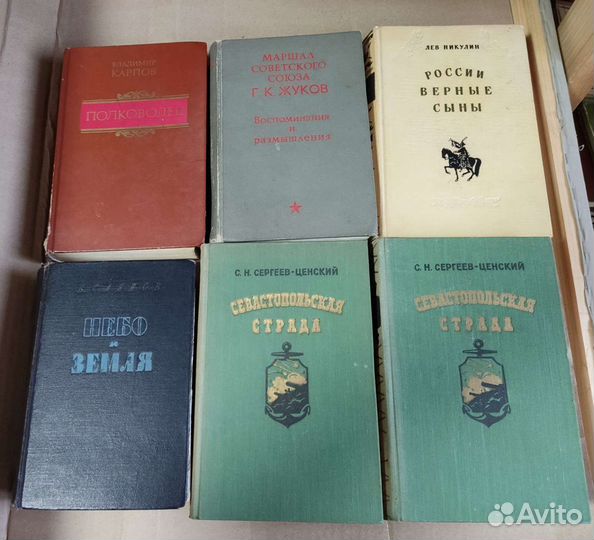 ВЛАДИМИР
КАРПОВ
ПОЛКОВОДЕЦ
МАРШАЛ
СОВЕТСКОГО
СОЮЗА
Г. К. ЖУКОВ
Воспоминания и
размышления
ЛЕВ НИКУЛИН
РОССИИ
ВЕРНЫЕ
СЫНЫ
НЕБО
и
ЗЕМЛЯ
С. Н. СЕРГЕЕВ-ЦЕНСКИЙ
СЕВАСТОПОЛЬСКАЯ
СТРАДА
С. Н. СЕРГЕЕВ-ЦЕНСКИЙ
СЕВАСТОПОЛЬСКАЯ
СТРАДА
Avito